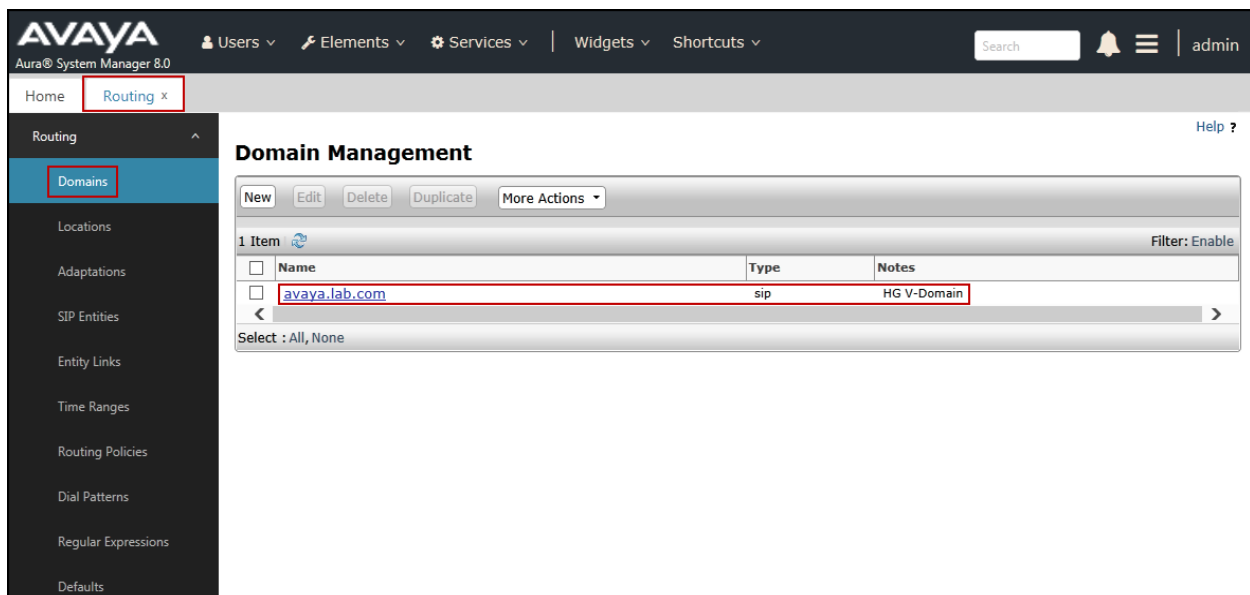 AVAYA
Aura® System Manager 8.0
Users
Elements
Services
Widgets
Shortcuts
Search
admin
Home
Routing x
Routing
Domains
Locations
Adaptations
SIP Entities
Entity Links
Time Ranges
Routing Policies
Dial Patterns
Regular Expressions
Defaults
Help ?
Domain Management
New Edit Delete Duplicate More Actions
1 Item Filter: Enable
Name Type Notes
avaya.lab.com sip HG V-Domain
Select : All, None